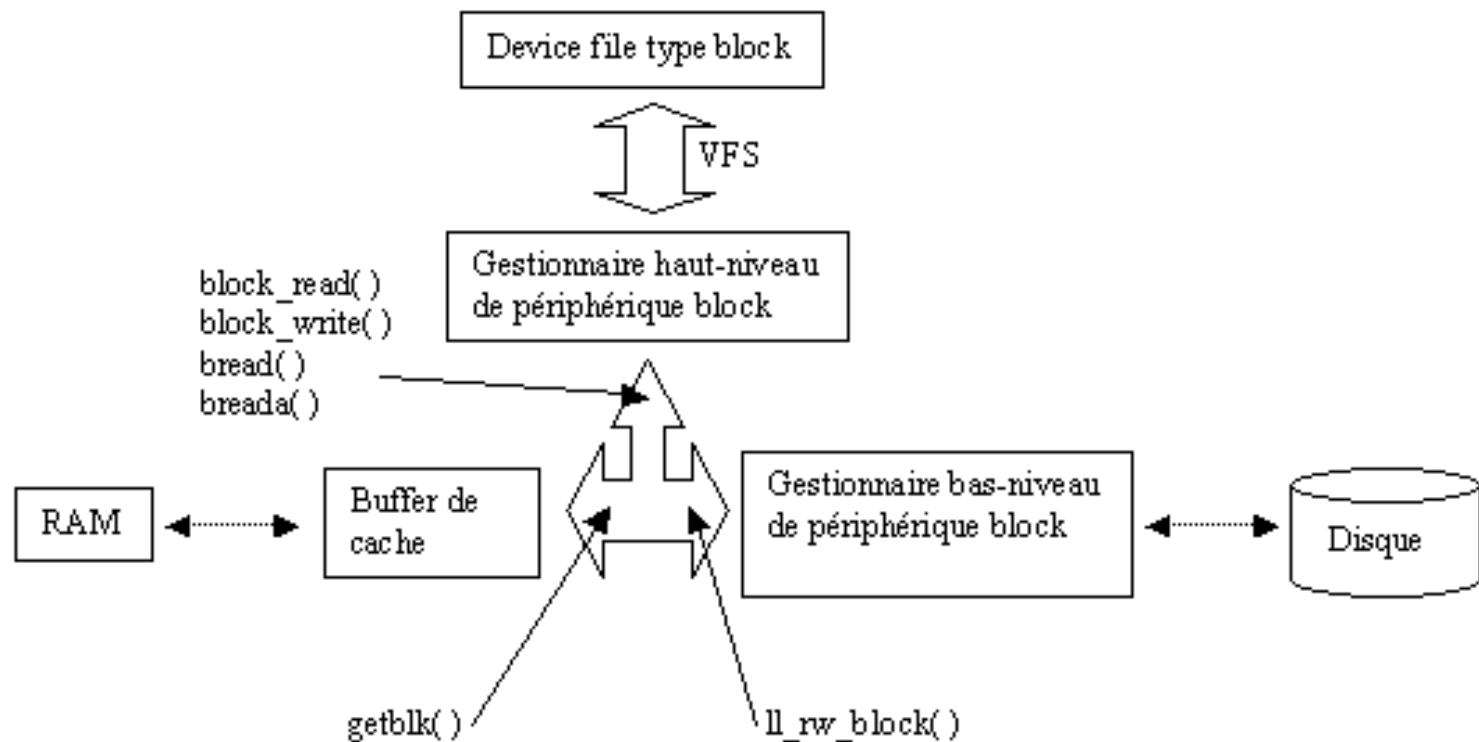 Device file type block
VFS
Gestionnaire haut-niveau
de périphérique block
block_read( )
block_write( )
bread( )
breada( )
RAM
Buffer de
cache
Gestionnaire bas-niveau
de périphérique block
Disque
getblk( )
ll_rw_block( )